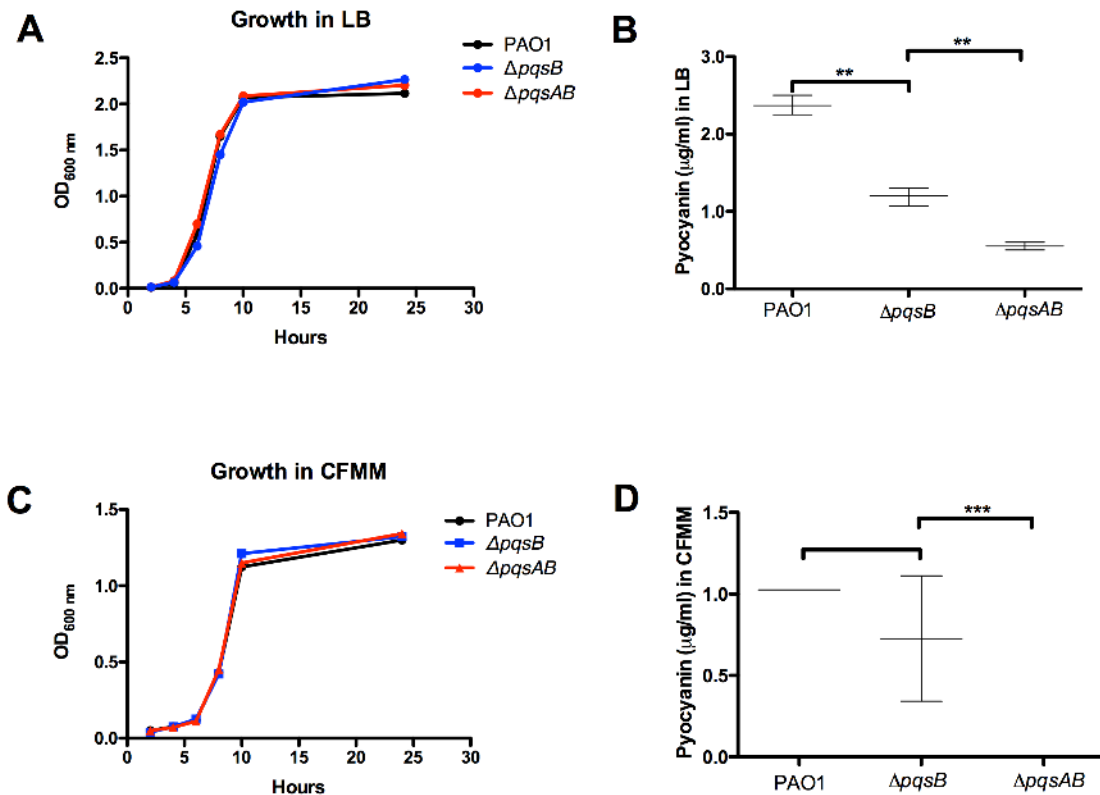 A
Growth in LB
PAO1
ΔpqsB
ΔpqsAB
OD600 nm
2.5
2.0
1.5
1.0
0.5
0.0
0 5 10 15 20 25 30
Hours
B
Pyocyanin (μg/ml) in LB
3.0
2.0
1.0
0.0
**
**
PAO1 ΔpqsB ΔpqsAB
C
Growth in CFMM
PAO1
ΔpqsB
ΔpqsAB
OD600 nm
1.5
1.0
0.5
0.0
0 5 10 15 20 25 30
Hours
D
Pyocyanin (μg/ml) in CFMM
1.5
1.0
0.5
0.0
***
PAO1 ΔpqsB ΔpqsAB